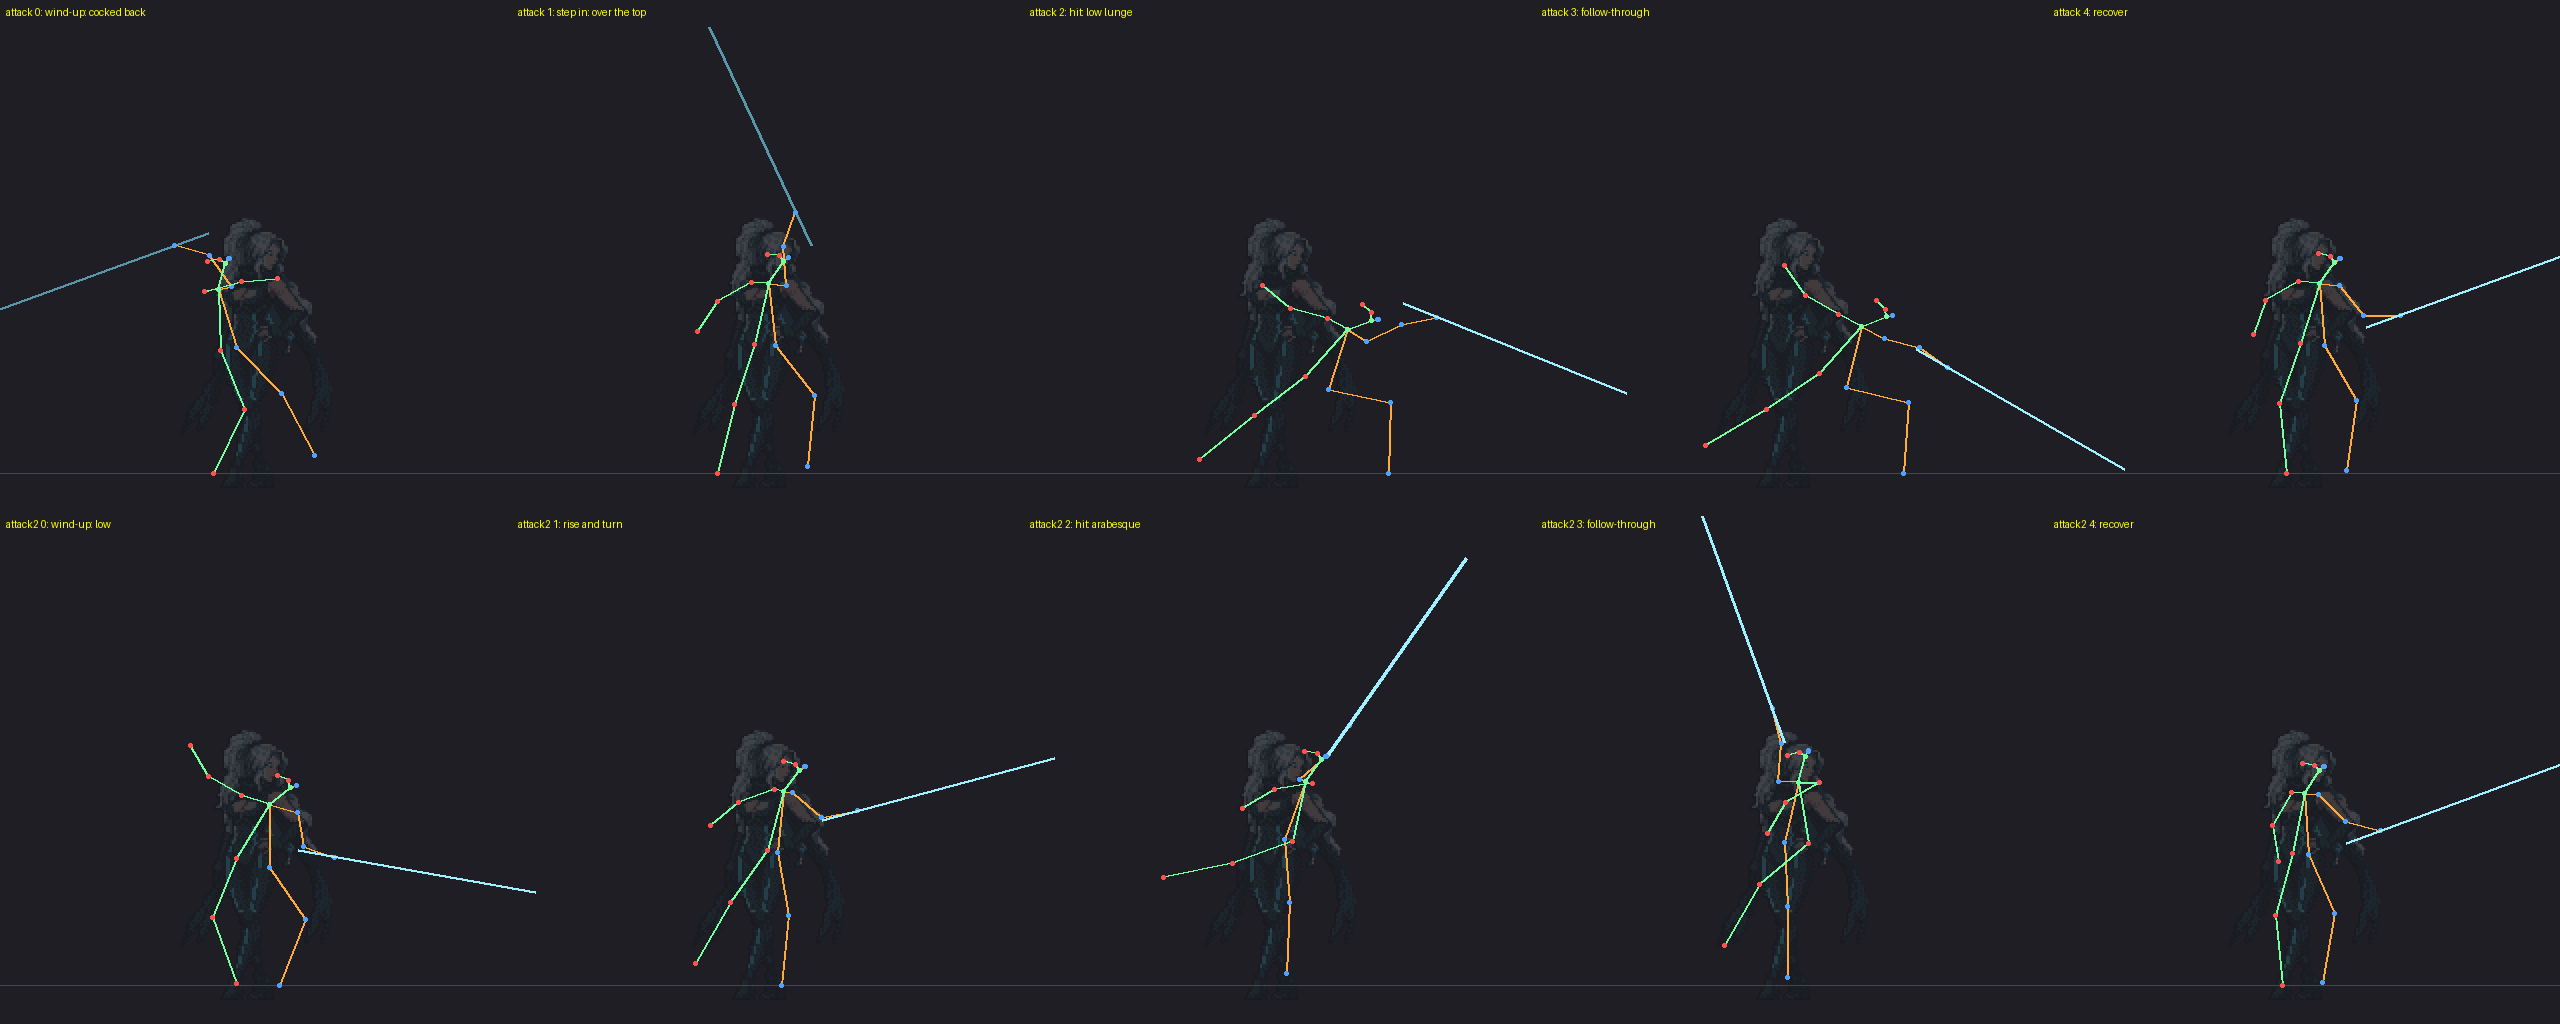 attack 0: wind-up: cocked back
attack 1: step in: over the top
attack 2: hit: low lunge
attack 3: follow-through
attack 4: recover
attack2 0: wind-up: low
attack2 1: rise and turn
attack2 2: hit: arabesque
attack2 3: follow-through
attack2 4: recover